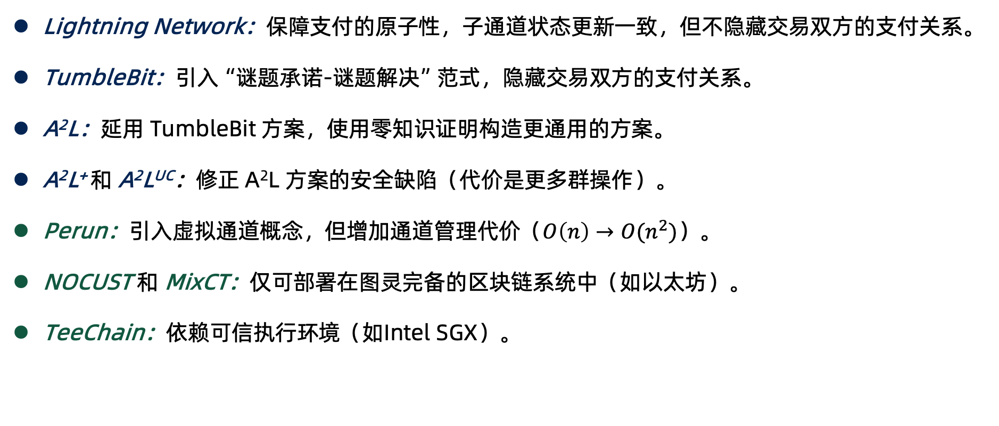 ● Lightning Network：保障支付的原子性，子通道状态更新一致，但不隐藏交易双方的支付关系。
● TumbleBit：引入 “谜题承诺-谜题解决” 范式，隐藏交易双方的支付关系。
● A²L：延用 TumbleBit 方案，使用零知识证明构造更通用的方案。
● A²L⁺ 和 A²Lᵁᶜ：修正 A²L 方案的安全缺陷（代价是更多群操作）。
● Perun：引入虚拟通道概念，但增加通道管理代价（O(n) → O(n²)）。
● NOCUST 和 MixCT：仅可部署在图灵完备的区块链系统中（如以太坊）。
● TeeChain：依赖可信执行环境（如Intel SGX）。